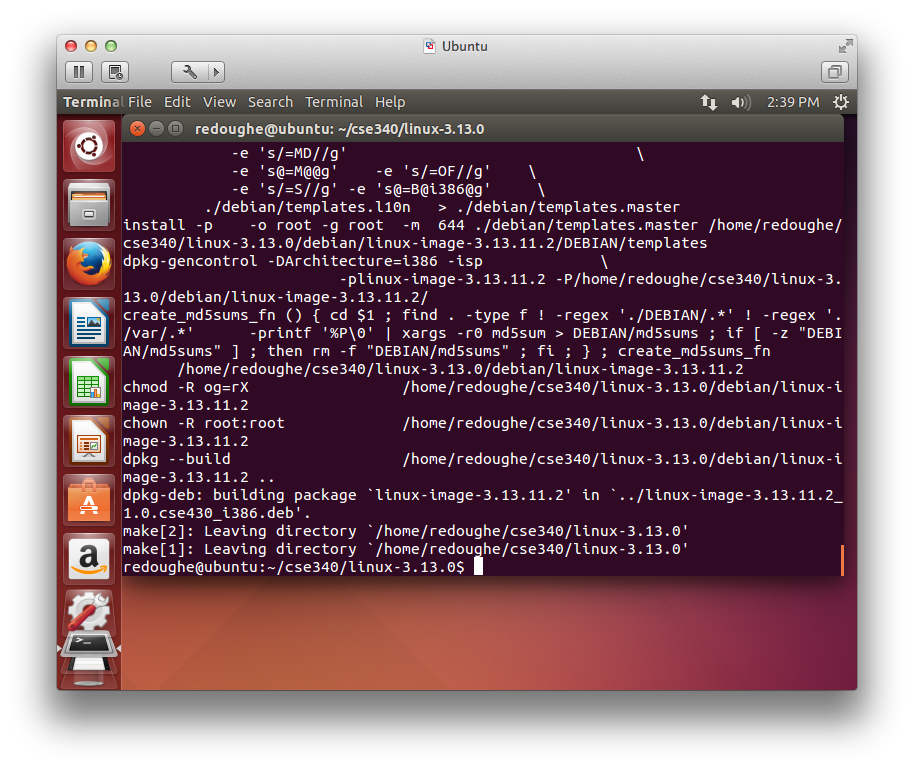 Ubuntu
Terminal File Edit View Search Terminal Help 2:39 PM
redoughe@ubuntu: ~/cse340/linux-3.13.0
-e 's/=MD//g' \
-e 's@=M@@g' -e 's/=OF//g' \
-e 's/=S//g' -e 's@=B@i386@g' \
./debian/templates.l10n > ./debian/templates.master
install -p -o root -g root -m 644 ./debian/templates.master /home/redoughe/
cse340/linux-3.13.0/debian/linux-image-3.13.11.2/DEBIAN/templates
dpkg-gencontrol -DArchitecture=i386 -isp \
-plinux-image-3.13.11.2 -P/home/redoughe/cse340/linux-3.
13.0/debian/linux-image-3.13.11.2/
create_md5sums_fn () { cd $1 ; find . -type f ! -regex './DEBIAN/.*' ! -regex '.
/var/.*' -printf '%P\0' | xargs -r0 md5sum > DEBIAN/md5sums ; if [ -z "DEBI
AN/md5sums" ] ; then rm -f "DEBIAN/md5sums" ; fi ; } ; create_md5sums_fn
/home/redoughe/cse340/linux-3.13.0/debian/linux-image-3.13.11.2
chmod -R og=rX /home/redoughe/cse340/linux-3.13.0/debian/linux-i
mage-3.13.11.2
chown -R root:root /home/redoughe/cse340/linux-3.13.0/debian/linux-i
mage-3.13.11.2
dpkg --build /home/redoughe/cse340/linux-3.13.0/debian/linux-i
mage-3.13.11.2 ..
dpkg-deb: building package `linux-image-3.13.11.2' in `../linux-image-3.13.11.2_
1.0.cse430_i386.deb'.
make[2]: Leaving directory `/home/redoughe/cse340/linux-3.13.0'
make[1]: Leaving directory `/home/redoughe/cse340/linux-3.13.0'
redoughe@ubuntu:~/cse340/linux-3.13.0$